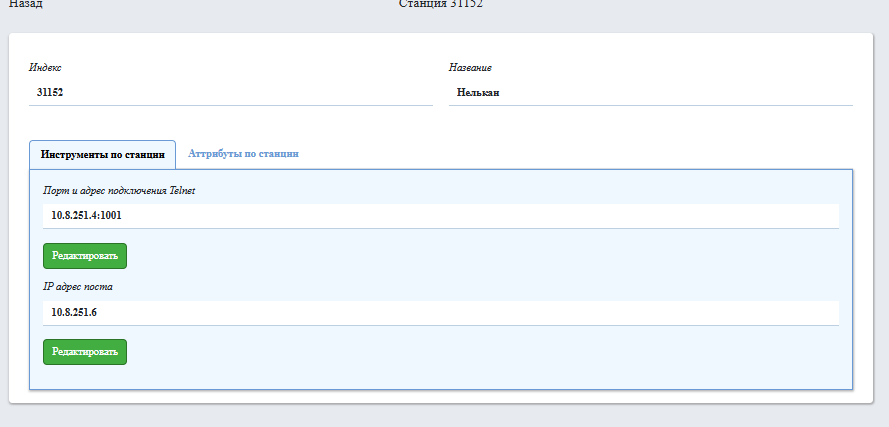 Назад Станция 31152
Индекс Название
31152 Нелькан
Инструменты по станции Аттрибуты по станции
Порт и адрес подключения Telnet
10.8.251.4:1001
Редактировать
IP адрес поста
10.8.251.6
Редактировать